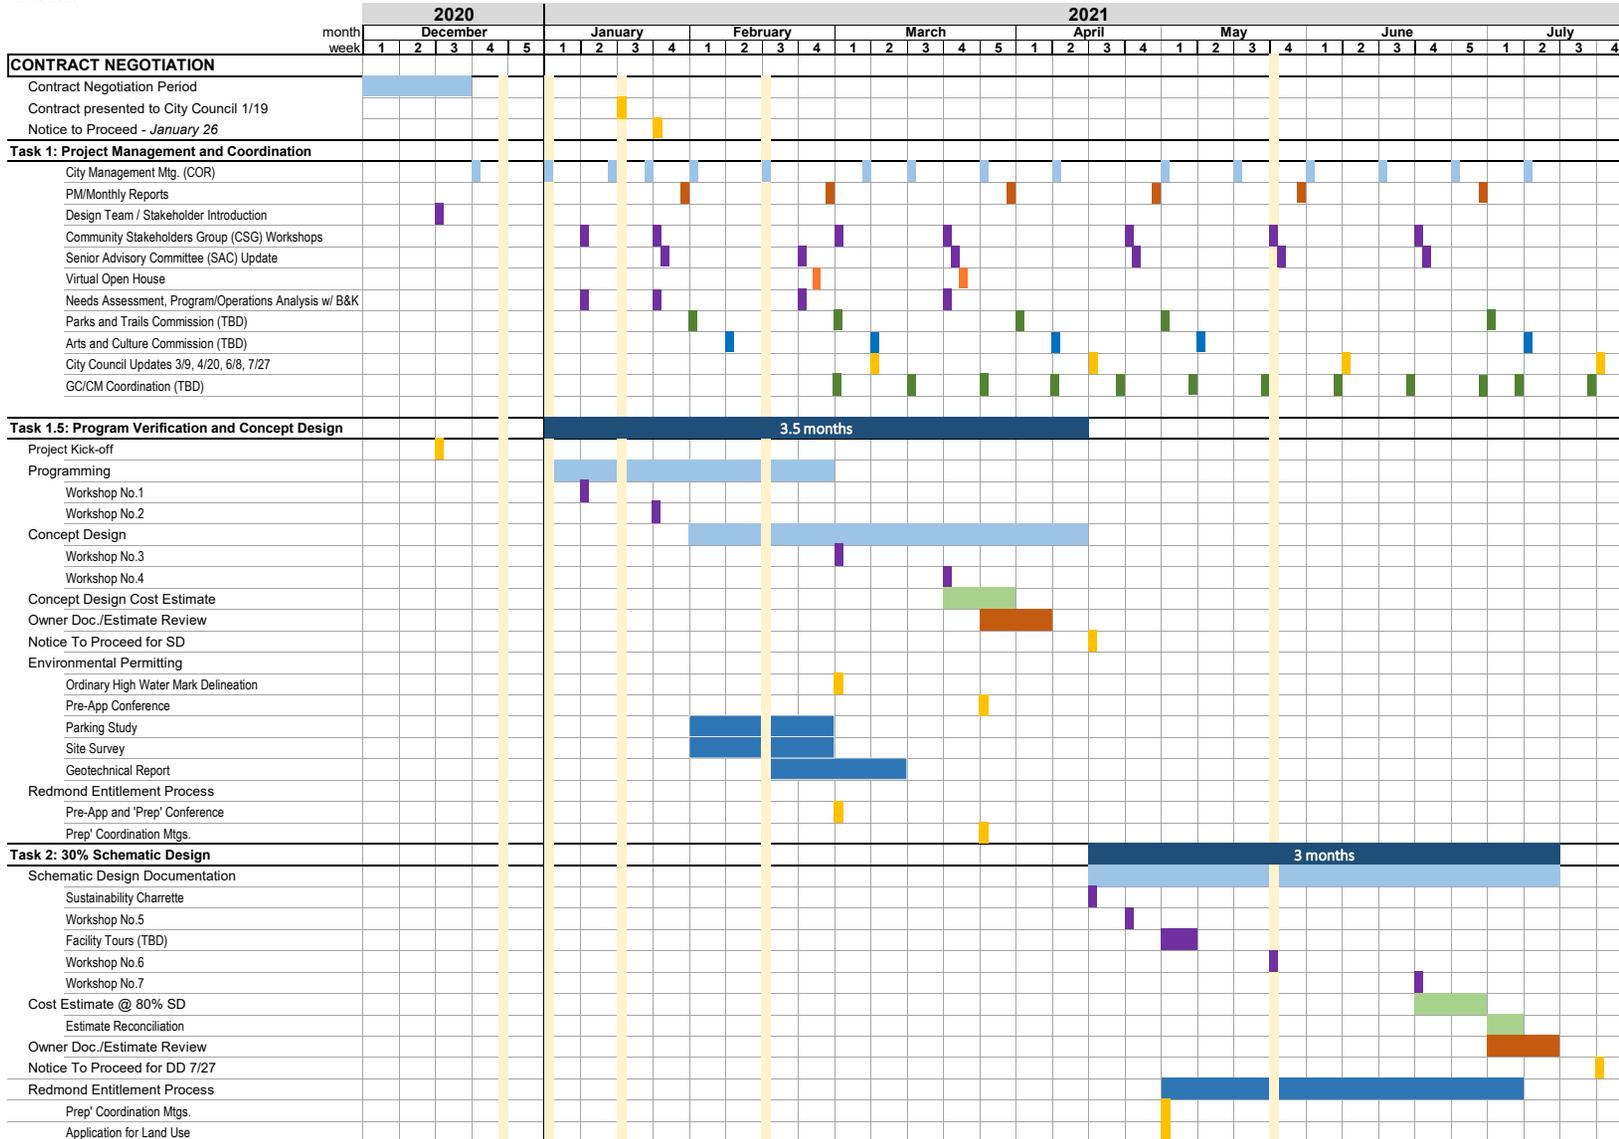 2020 2021
month December January February March April May June July
week 1 2 3 4 5 1 2 3 4 1 2 3 4 1 2 3 4 5 1 2 3 4 1 2 3 4 1 2 3 4 5 1 2 3 4
CONTRACT NEGOTIATION
Contract Negotiation Period
Contract presented to City Council 1/19
Notice to Proceed - January 26
Task 1: Project Management and Coordination
City Management Mtg. (COR)
PM/Monthly Reports
Design Team / Stakeholder Introduction
Community Stakeholders Group (CSG) Workshops
Senior Advisory Committee (SAC) Update
Virtual Open House
Needs Assessment, Program/Operations Analysis w/ B&K
Parks and Trails Commission (TBD)
Arts and Culture Commission (TBD)
City Council Updates 3/9, 4/20, 6/8, 7/27
GC/CM Coordination (TBD)
Task 1.5: Program Verification and Concept Design 3.5 months
Project Kick-off
Programming
Workshop No.1
Workshop No.2
Concept Design
Workshop No.3
Workshop No.4
Concept Design Cost Estimate
Owner Doc./Estimate Review
Notice To Proceed for SD
Environmental Permitting
Ordinary High Water Mark Delineation
Pre-App Conference
Parking Study
Site Survey
Geotechnical Report
Redmond Entitlement Process
Pre-App and 'Prep' Conference
Prep' Coordination Mtgs.
Task 2: 30% Schematic Design 3 months
Schematic Design Documentation
Sustainability Charrette
Workshop No.5
Facility Tours (TBD)
Workshop No.6
Workshop No.7
Cost Estimate @ 80% SD
Estimate Reconciliation
Owner Doc./Estimate Review
Notice To Proceed for DD 7/27
Redmond Entitlement Process
Prep' Coordination Mtgs.
Application for Land Use